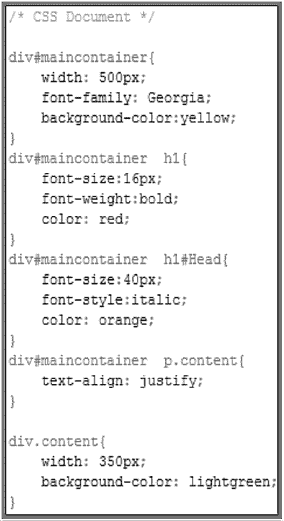 /* CSS Document */
div#maincontainer{
width: 500px;
font-family: Georgia;
background-color:yellow;
}
div#maincontainer  h1{
font-size:16px;
font-weight:bold;
color: red;
}
div#maincontainer  h1#Head{
font-size:40px;
font-style:italic;
color: orange;
}
div#maincontainer  p.content{
text-align: justify;
}
div.content{
width: 350px;
background-color: lightgreen;
}